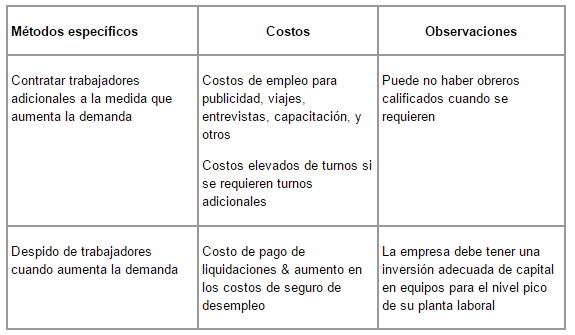 Métodos específicos
Costos
Observaciones
Contratar trabajadores
adicionales a la medida que
aumenta la demanda
Costos de empleo para
publicidad, viajes,
entrevistas, capacitación, y
otros
Costos elevados de turnos si
se requieren turnos
adicionales
Puede no haber obreros
calificados cuando se
requieren
Despido de trabajadores
cuando aumenta la demanda
Costo de pago de
liquidaciones & aumento en
los costos de seguro de
desempleo
La empresa debe tener una
inversión adecuada de capital
en equipos para el nivel pico
de su planta laboral